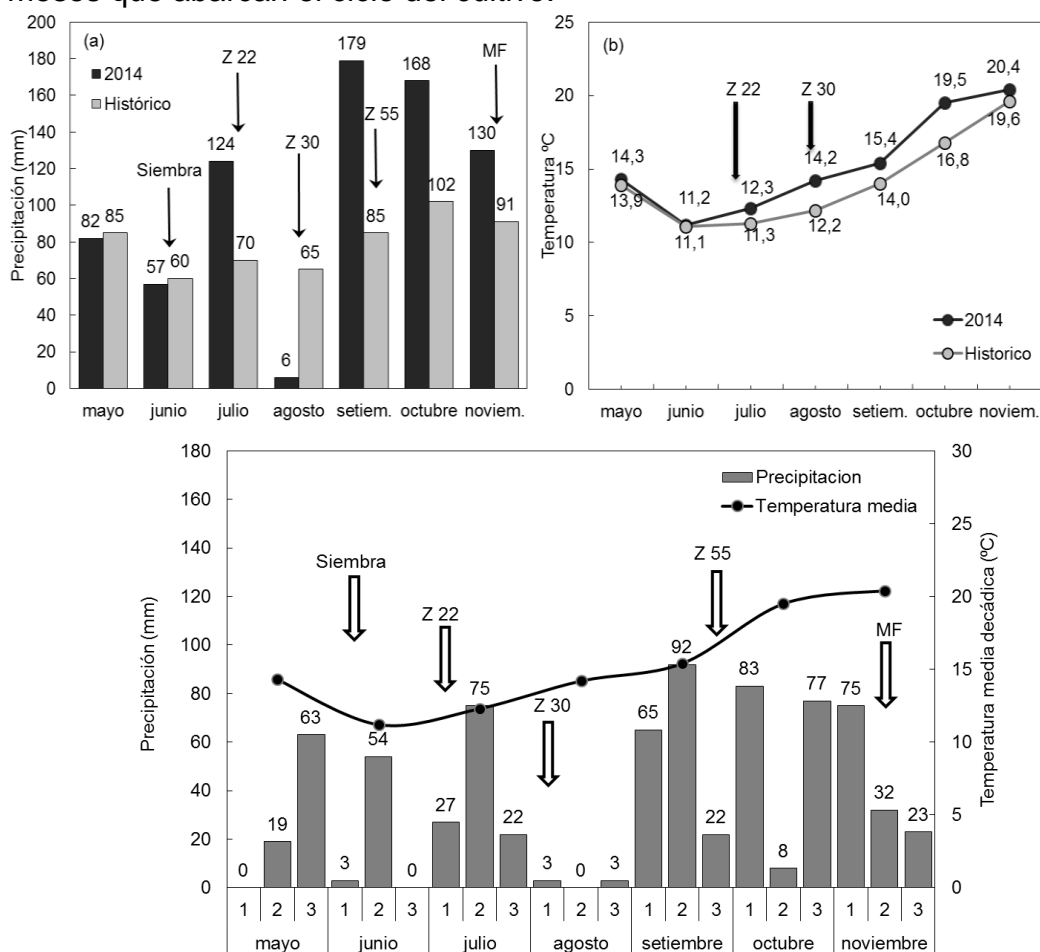 meses que abarcan el ciclo del cultivo.
(a)
2014
Histórico
Precipitación (mm)
200
180
160
140
120
100
80
60
40
20
0
82 85
57 60
124 70
6 65
179 85
168 102
130 91
Siembra
Z 22
Z 30
Z 55
MF
mayo junio julio agosto setiem. octubre noviem.
(b)
Temperatura ºC
25
20
15
10
5
0
Z 22
Z 30
14,3 11,2 12,3 14,2 15,4 19,5 20,4
13,9 11,1 11,3 12,2 14,0 16,8 19,6
2014
Historico
mayo junio julio agosto setiem. octubre noviem.
Precipitacion
Temperatura media
Precipitación (mm)
180
160
140
120
100
80
60
40
20
0
Siembra
Z 22
Z 30
Z 55
MF
0 19 63 3 54 0 27 75 22 3 0 3 65 92 22 83 8 77 75 32 23
30
25
20
15
10
5
0
Temperatura media decádica (ºC)
1 2 3 1 2 3 1 2 3 1 2 3 1 2 3 1 2 3 1 2 3
mayo junio julio agosto setiembre octubre noviembre